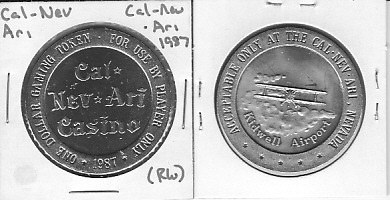 Cal-Nev
Ari
Cal-Nev
Ari
1987
ONE DOLLAR GAMING TOKEN · FOR USE BY PLAYER ONLY
Cal
Nev ★ Ari
Casino
1987
(RW)
ACCEPTABLE ONLY AT THE CAL-NEV-ARI, NEVADA
Kidwell Airport